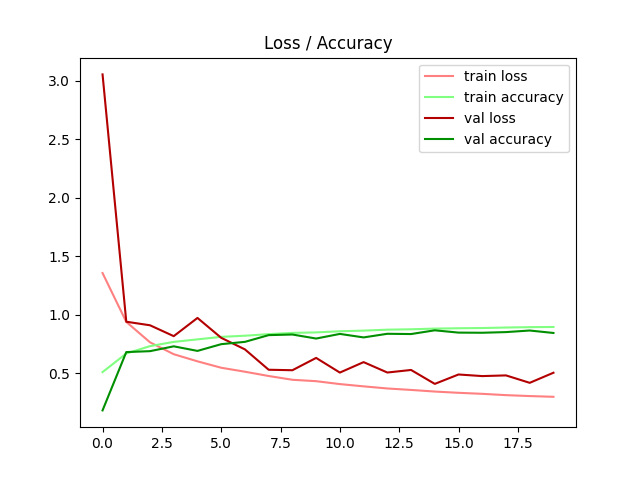 Loss / Accuracy
train loss
train accuracy
val loss
val accuracy
3.0
2.5
2.0
1.5
1.0
0.5
0.0 2.5 5.0 7.5 10.0 12.5 15.0 17.5